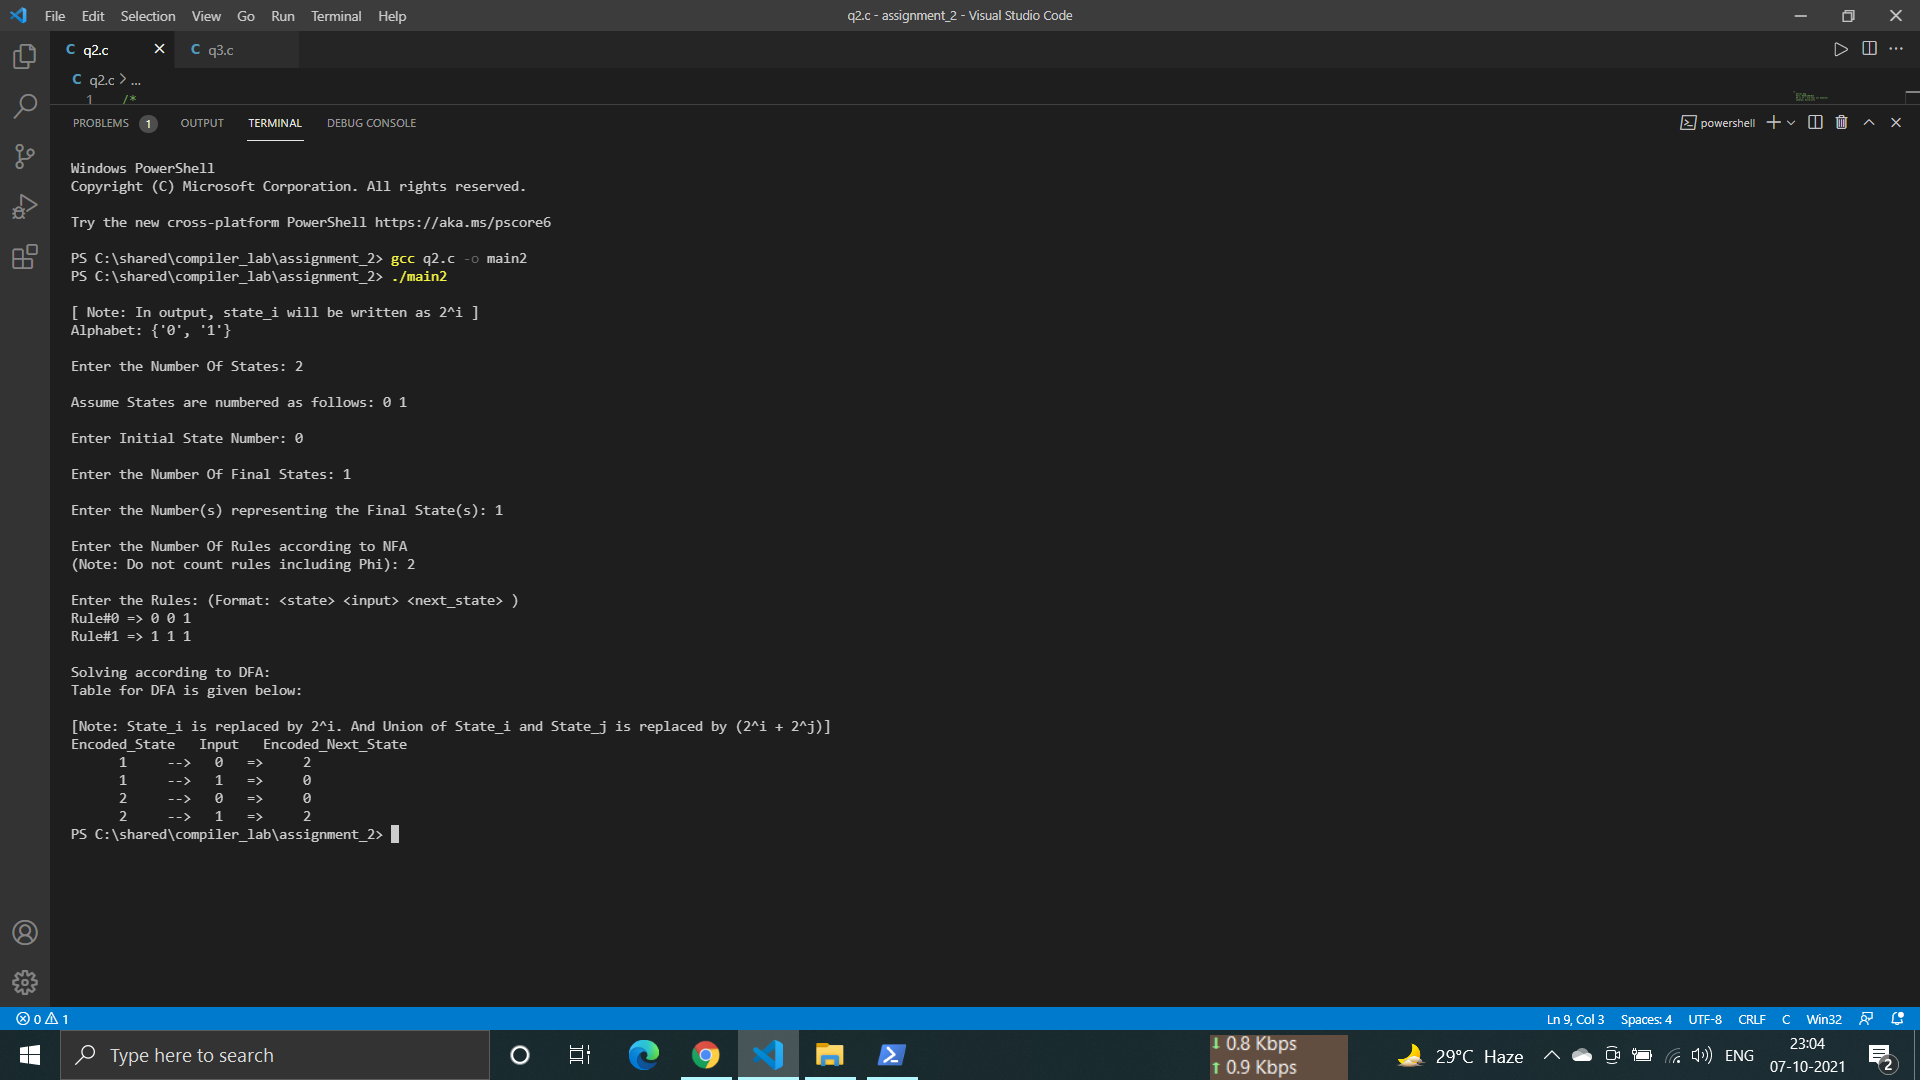 File Edit Selection View Go Run Terminal Help
q2.c - assignment_2 - Visual Studio Code
C q2.c
C q3.c
C q2.c > ...
1 /*
PROBLEMS 1 OUTPUT TERMINAL DEBUG CONSOLE
powershell
Windows PowerShell
Copyright (C) Microsoft Corporation. All rights reserved.
Try the new cross-platform PowerShell https://aka.ms/pscore6
PS C:\shared\compiler_lab\assignment_2> gcc q2.c -o main2
PS C:\shared\compiler_lab\assignment_2> ./main2
[ Note: In output, state_i will be written as 2^i ]
Alphabet: {'0', '1'}
Enter the Number Of States: 2
Assume States are numbered as follows: 0 1
Enter Initial State Number: 0
Enter the Number Of Final States: 1
Enter the Number(s) representing the Final State(s): 1
Enter the Number Of Rules according to NFA
(Note: Do not count rules including Phi): 2
Enter the Rules: (Format: <state> <input> <next_state> )
Rule#0 => 0 0 1
Rule#1 => 1 1 1
Solving according to DFA:
Table for DFA is given below:
[Note: State_i is replaced by 2^i. And Union of State_i and State_j is replaced by (2^i + 2^j)]
Encoded_State Input Encoded_Next_State
1 --> 0 => 2
1 --> 1 => 0
2 --> 0 => 0
2 --> 1 => 2
PS C:\shared\compiler_lab\assignment_2>
0 1
Ln 9, Col 3 Spaces: 4 UTF-8 CRLF C Win32
Type here to search
0.8 Kbps
0.9 Kbps
29°C Haze
ENG
23:04
07-10-2021
2